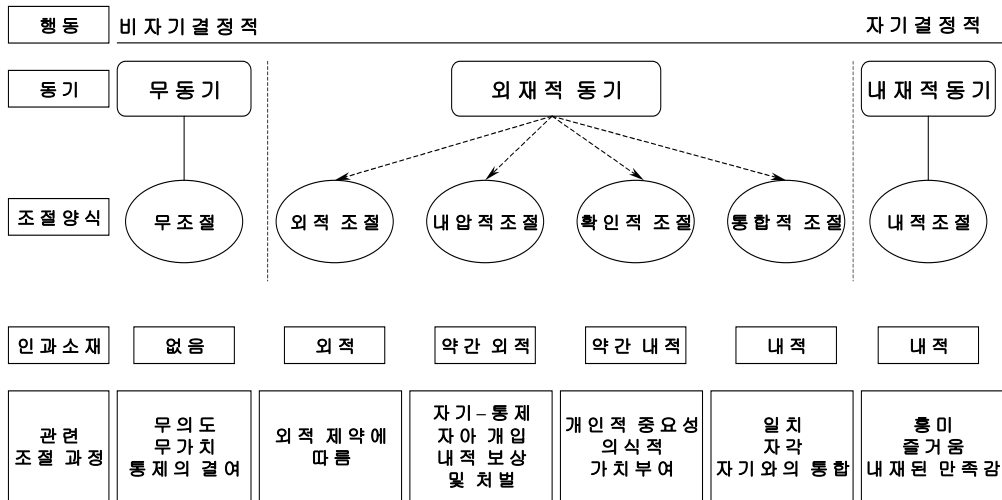 행동 비자기결정적 자기결정적
동기 무동기 외재적 동기 내재적동기
조절양식 무조절 외적 조절 내압적조절 확인적 조절 통합적 조절 내적조절
인과소재 없음 외적 약간 외적 약간 내적 내적 내적
관련
조절 과정
무의도
무가치
통제의 결여
외적 제약에
따름
자기–통제
자아 개입
내적 보상
및 처벌
개인적 중요성
의식적
가치부여
일치
자각
자기와의 통합
흥미
즐거움
내재된 만족감